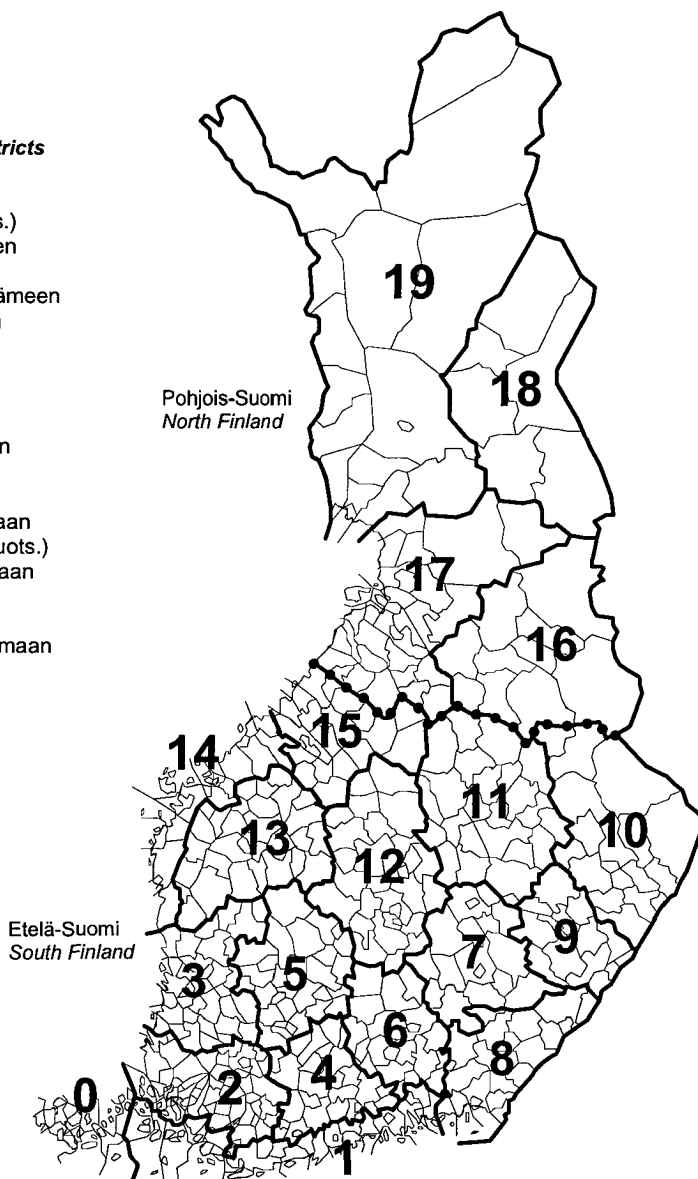 tricts
s.)
en
ämeen
19
Pohjois-Suomi
North Finland
18
n
aan
uots.)
aan
17
maan
16
15
14
11
13
10
12
Etelä-Suomi
South Finland
9
7
5
3
6
8
4
2
0
1